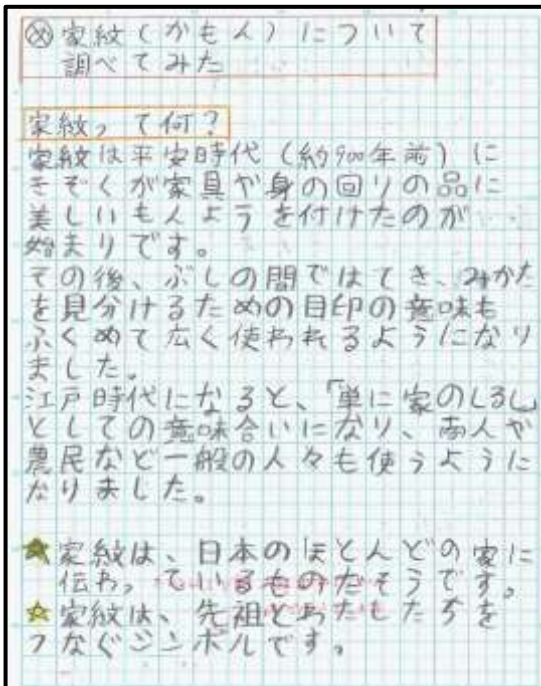 ㋱家紋(かもん)について
調べてみた
家紋って何?
家紋は平安時代(約900年前)に
きぞくが家具や身の回りの品に
美しいもんようを付けたのが
始まりです。
その後、ぶしの間ではてき、みかた
を見分けるための目印の意味も
ふくめて広く使われるようになり
ました。
江戸時代になると、「単に家のしるし」
としての意味合いになり、商人や
農民など一般の人々も使うように
なりました。
★家紋は、日本のほとんどの家に
伝わっているものだそうです。
★家紋は、先祖とわたしたちを
つなぐシンボルです。